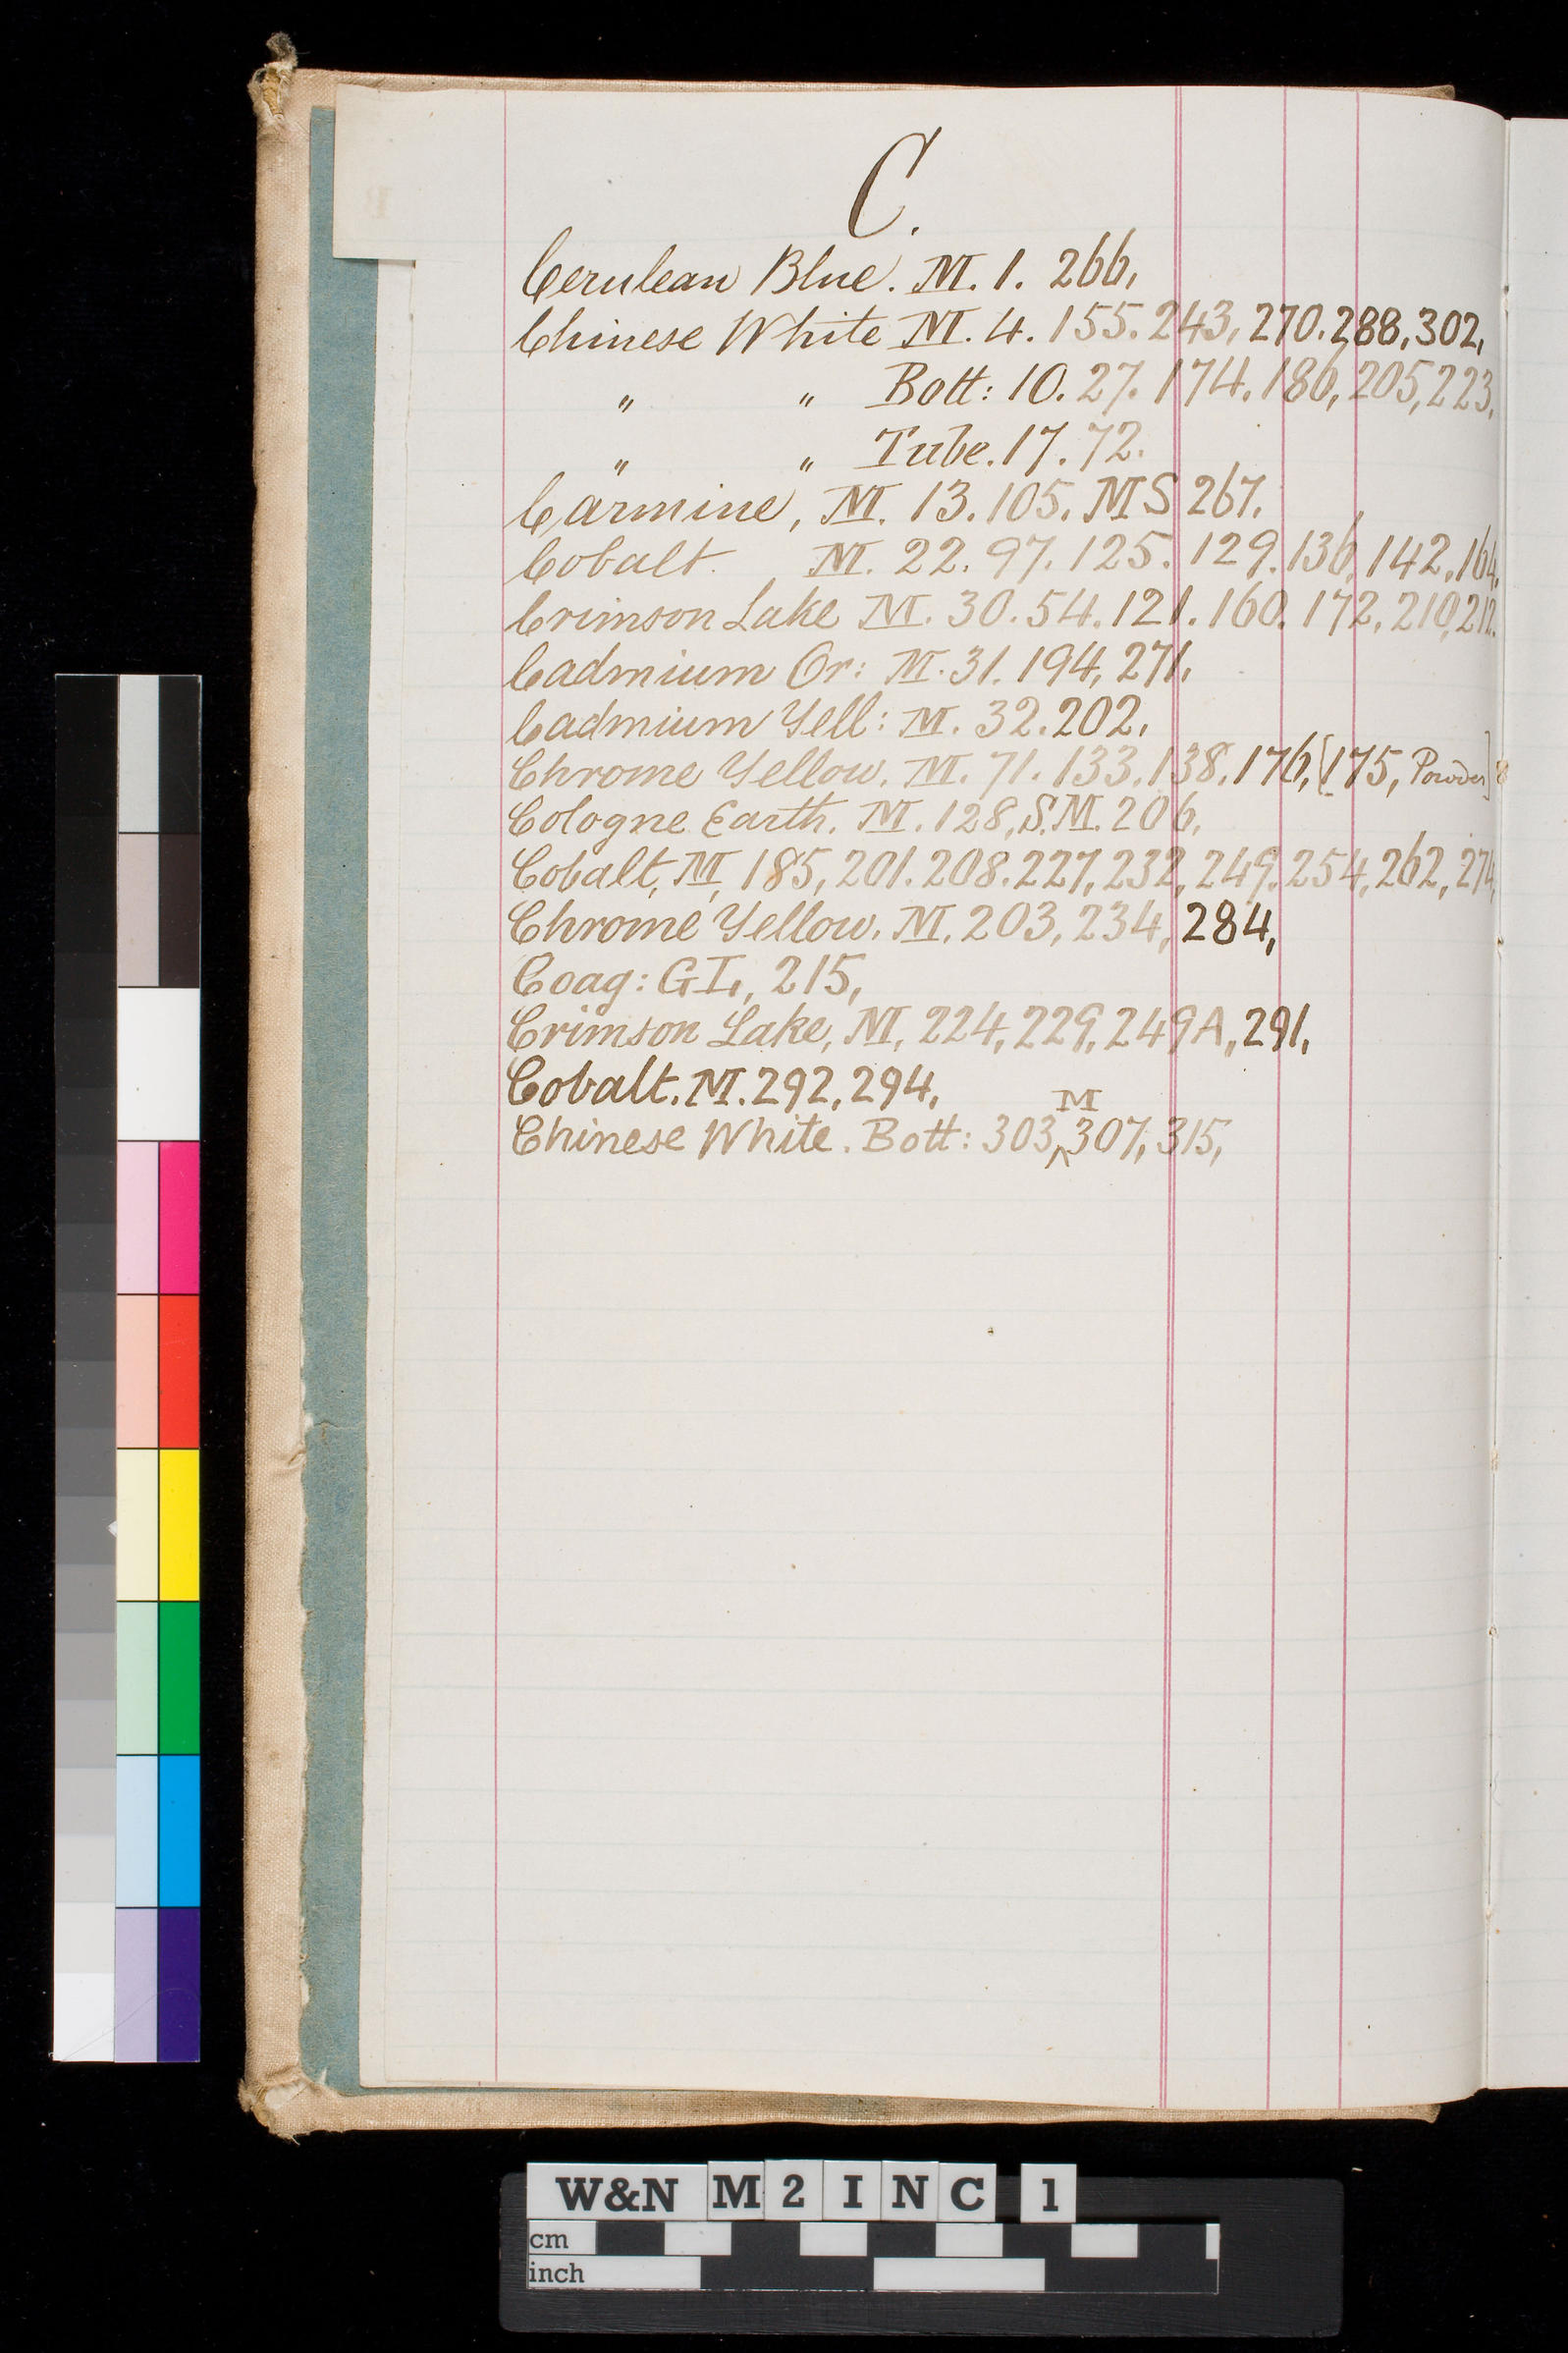 C.
Cerulean Blue. M. 1. 266,
Chinese White M. 4. 155. 243, 270. 288, 302,
" " Bott: 10. 27. 174. 186, 205, 223,
" " Tube. 17. 72.
Carmine, M. 13. 105. MS 267.
Cobalt. M. 22. 97. 125. 129. 136, 142, 164,
Crimson Lake M. 30. 54. 121. 160. 172, 210, 212.
Cadmium Or: M. 31. 194, 271,
Cadmium Yell: M. 32. 202,
Chrome Yellow. M. 71. 133. 138. 176, [175, Powder]
Cologne Earth. M. 128, S.M. 206,
Cobalt, M, 185, 201. 208. 227, 232, 249. 254, 262, 274,
Chrome Yellow. M. 203, 234, 284,
Coag: GI,, 215,
Crimson Lake, M, 224, 229, 249A, 291,
Cobalt. M. 292, 294,
M
Chinese White. Bott: 303,^307, 315,
W&N M 2 I N C 1
cm
inch